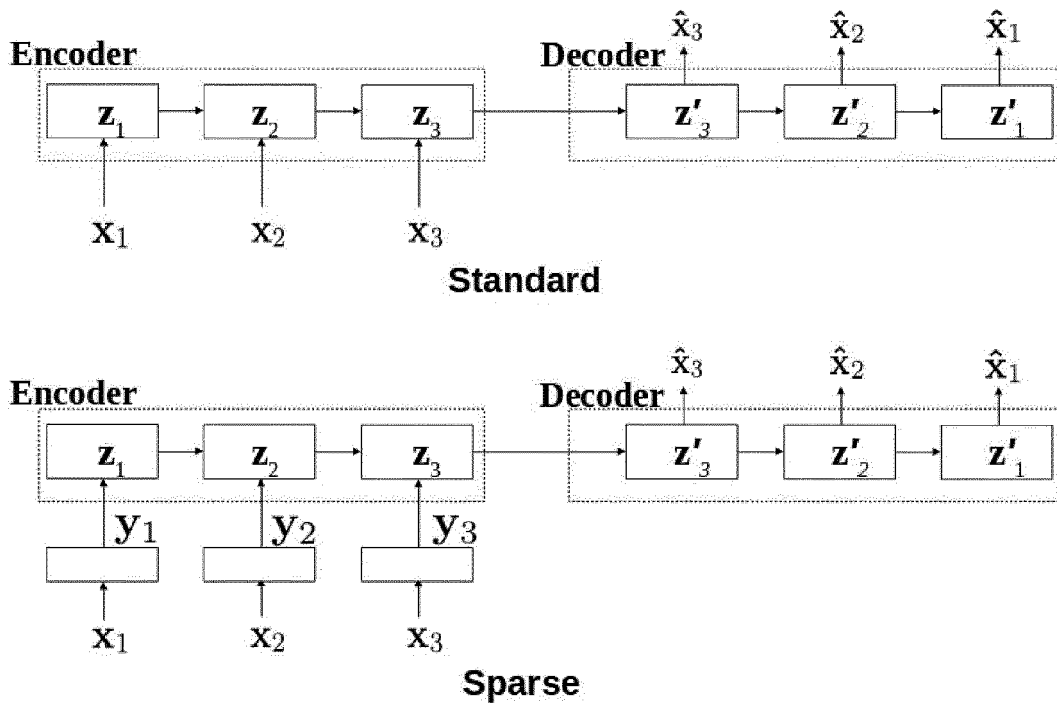 x̂₃ x̂₂ x̂₁
Encoder Decoder
z₁ z₂ z₃ z'₃ z'₂ z'₁
x₁ x₂ x₃
Standard
x̂₃ x̂₂ x̂₁
Encoder Decoder
z₁ z₂ z₃ z'₃ z'₂ z'₁
y₁ y₂ y₃
x₁ x₂ x₃
Sparse